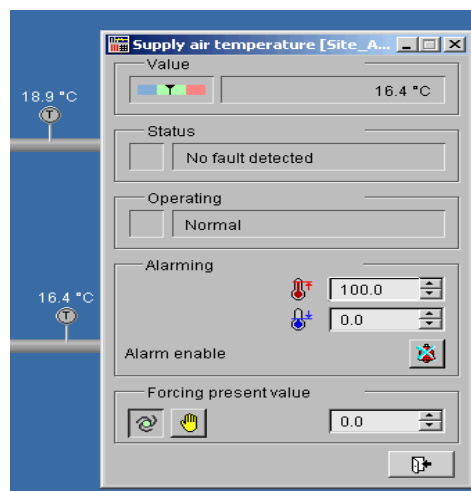 Supply air temperature [Site_A...
Value
16.4 °C
18.9 °C
T
Status
No fault detected
Operating
Normal
Alarming
100.0
16.4 °C
T
0.0
Alarm enable
Forcing present value
0.0